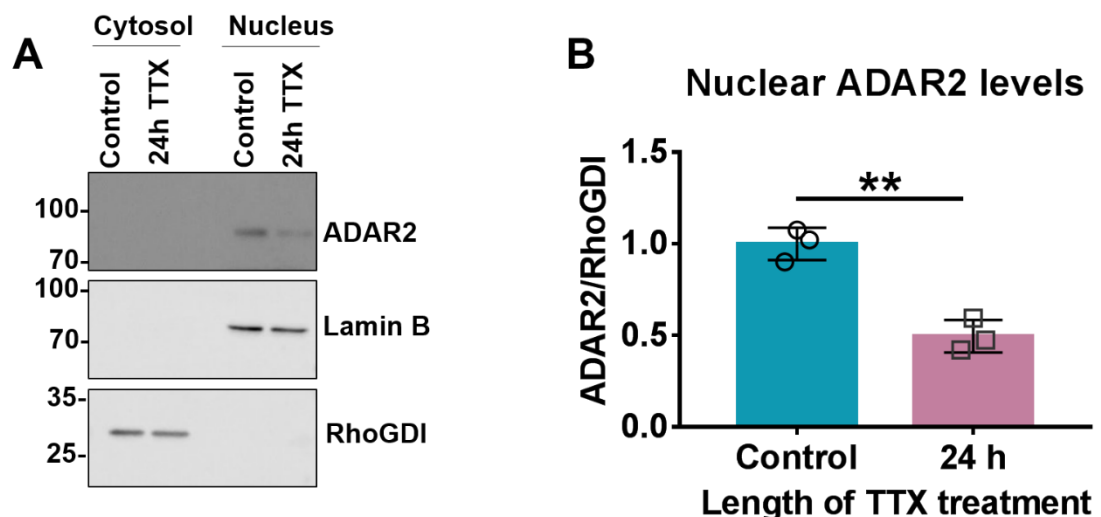 A
Cytosol Nucleus
Control 24h TTX Control 24h TTX
100
70
ADAR2
100
70
Lamin B
35
25
RhoGDI
B
Nuclear ADAR2 levels
ADAR2/RhoGDI
1.5
1.0
0.5
0.0
**
Control 24 h
Length of TTX treatment